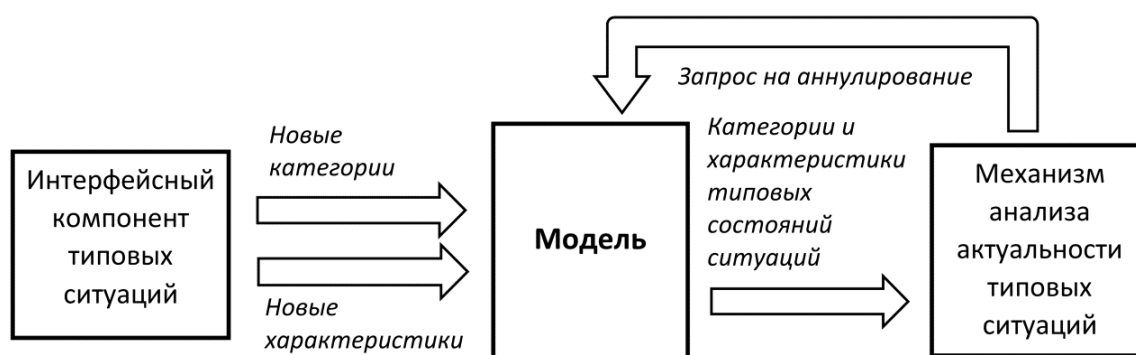 Запрос на аннулирование
Новые
категории
Новые
характеристики
Интерфейсный
компонент
типовых
ситуаций
Модель
Категории и
характеристики
типовых
состояний
ситуаций
Механизм
анализа
актуальности
типовых
ситуаций